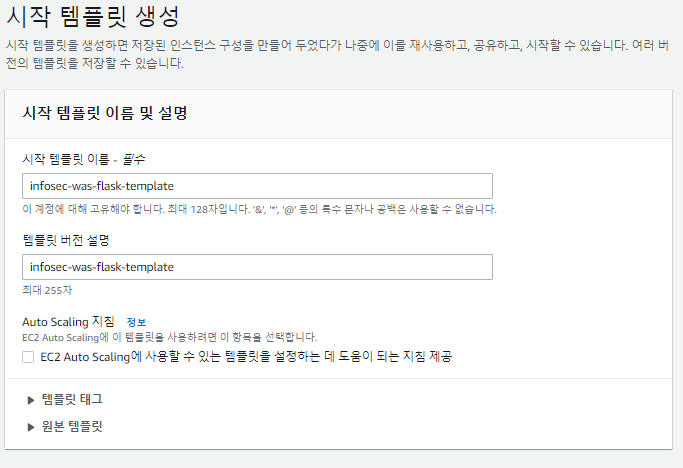 시작 템플릿 생성
시작 템플릿을 생성하면 저장된 인스턴스 구성을 만들어 두었다가 나중에 이를 재사용하고, 공유하고, 시작할 수 있습니다. 여러 버
전의 템플릿을 저장할 수 있습니다.
시작 템플릿 이름 및 설명
시작 템플릿 이름 - 필수
infosec-was-flask-template
이 계정에 대해 고유해야 합니다. 최대 128자입니다. '&', '*', '@' 등의 특수 문자나 공백은 사용할 수 없습니다.
템플릿 버전 설명
infosec-was-flask-template
최대 255자
Auto Scaling 지침 정보
EC2 Auto Scaling에 이 템플릿을 사용하려면 이 항목을 선택합니다.
EC2 Auto Scaling에 사용할 수 있는 템플릿을 설정하는 데 도움이 되는 지침 제공
템플릿 태그
원본 템플릿